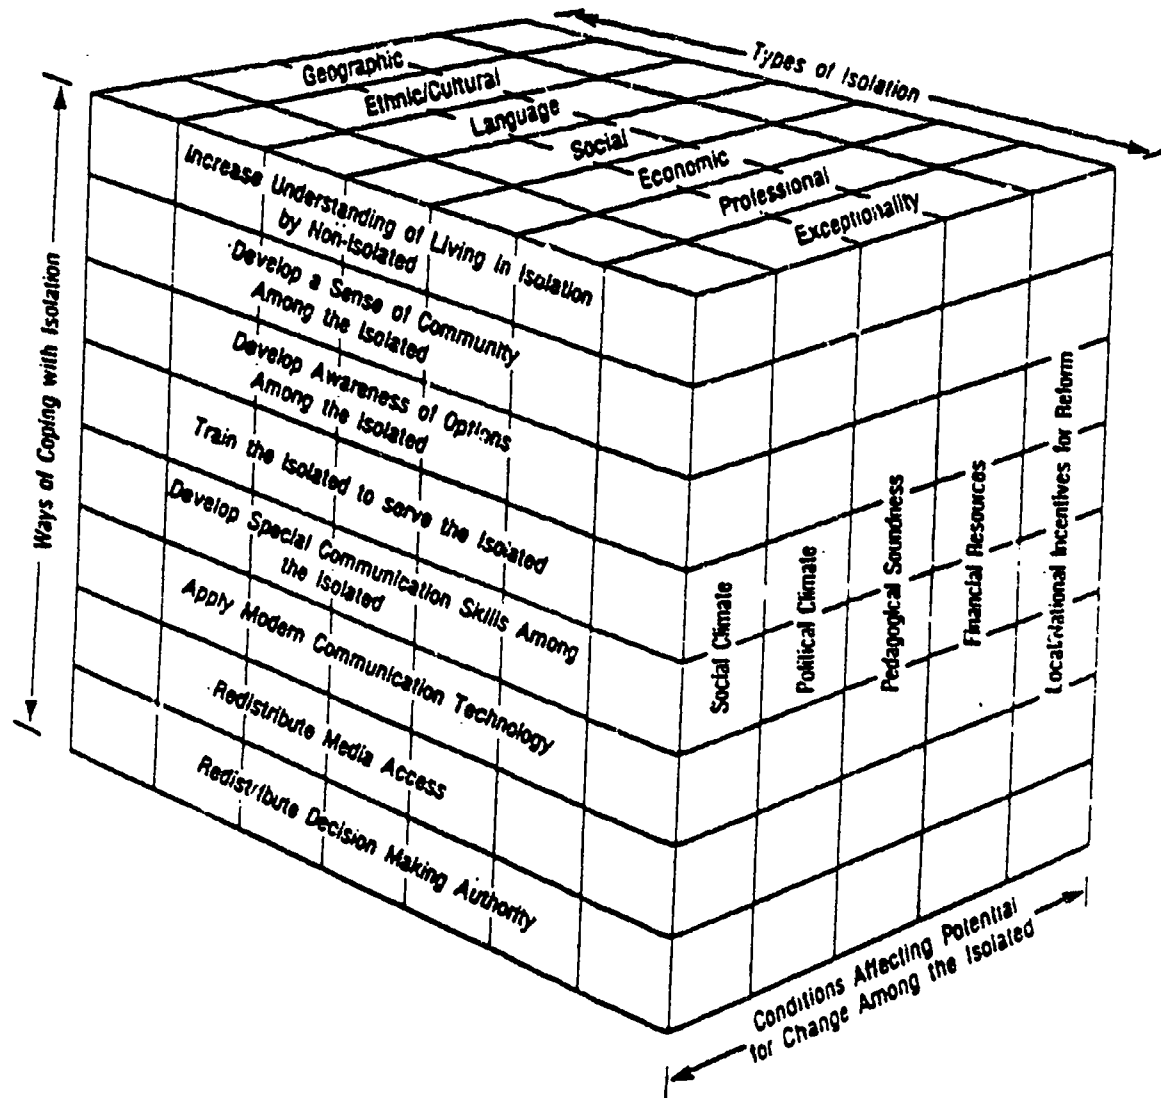 Types of Isolation
Geographic
Ethnic/Cultural
Language
Social
Economic
Professional
Exceptionality
Ways of Coping with Isolation
Increase Understanding of Living in Isolation
by Non-Isolated
Develop a Sense of Community
Among the Isolated
Develop Awareness of Options
Among the Isolated
Train the Isolated to serve the Isolated
Develop Special Communication Skills Among
the Isolated
Apply Modern Communication Technology
Redistribute Media Access
Redistribute Decision Making Authority
Social Climate
Political Climate
Pedagogical Soundness
Financial Resources
Local/National Incentives for Reform
Conditions Affecting Potential
for Change Among the Isolated